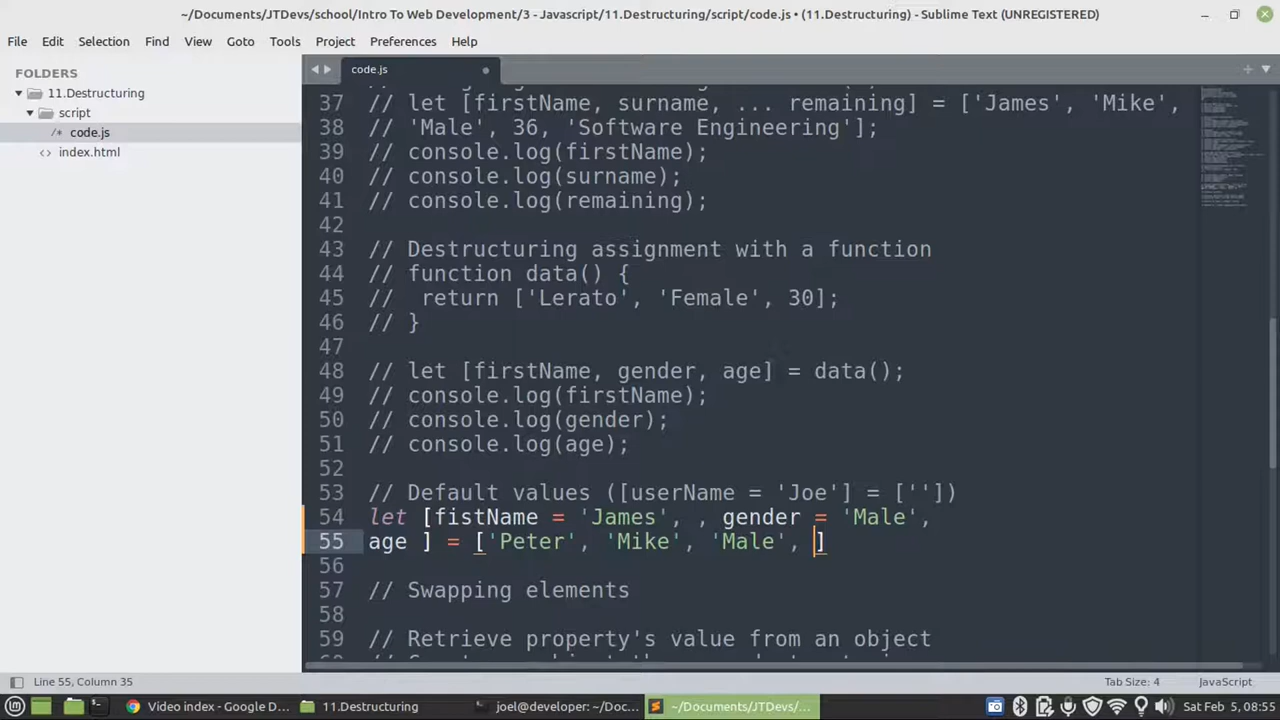 ~/Documents/JTDevs/school/Intro To Web Development/3 - Javascript/11.Destructuring/script/code.js • (11.Destructuring) - Sublime Text (UNREGISTERED)
File Edit Selection Find View Goto Tools Project Preferences Help
FOLDERS
11.Destructuring
script
/* code.js
<> index.html
code.js
37 // let [firstName, surname, ... remaining] = ['James', 'Mike',
38 // 'Male', 36, 'Software Engineering'];
39 // console.log(firstName);
40 // console.log(surname);
41 // console.log(remaining);
42
43 // Destructuring assignment with a function
44 // function data() {
45 //  return ['Lerato', 'Female', 30];
46 // }
47
48 // let [firstName, gender, age] = data();
49 // console.log(firstName);
50 // console.log(gender);
51 // console.log(age);
52
53 // Default values ([userName = 'Joe'] = [''])
54 let [fistName = 'James', , gender = 'Male',
55 age ] = ['Peter', 'Mike', 'Male', ]
56
57 // Swapping elements
58
59 // Retrieve property's value from an object
60
Line 55, Column 35
Tab Size: 4
JavaScript
Video index - Google D...
11.Destructuring
joel@developer: ~/Doc...
~/Documents/JTDevs/...
Sat Feb 5, 08:55